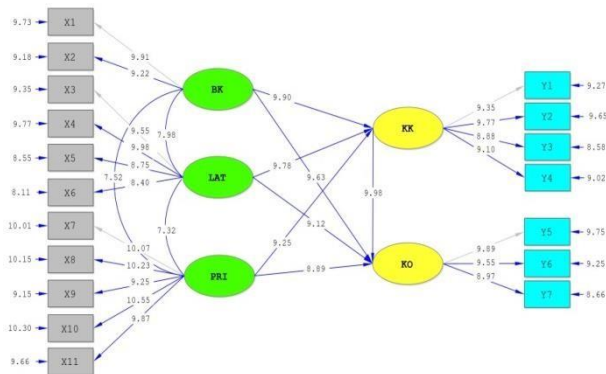 9.73 X1
9.18 X2
9.35 X3
9.77 X4
8.55 X5
8.11 X6
10.01 X7
10.15 X8
9.15 X9
10.30 X10
9.66 X11
9.91
9.22
9.55
9.98
8.75
8.40
10.07
10.23
9.25
10.55
9.87
7.52
7.98
7.32
BK
LAT
PRI
9.90
9.63
9.78
9.12
9.25
8.89
9.98
KK
KO
9.35
9.77
8.88
9.10
9.89
9.55
8.97
Y1 9.27
Y2 9.65
Y3 8.58
Y4 9.02
Y5 9.75
Y6 9.25
Y7 8.66